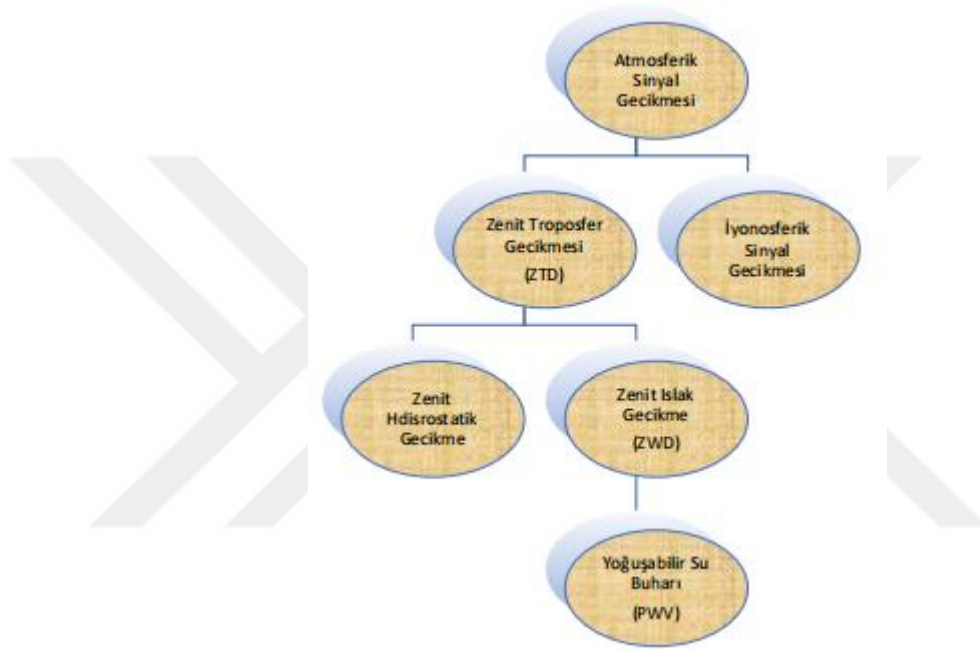 Atmosferik
Sinyal
Gecikmesi
Zenit Troposfer
Gecikmesi
(ZTD)
İyonosferik
Sinyal
Gecikmesi
Zenit
Hdisrostatik
Gecikme
Zenit Islak
Gecikme
(ZWD)
Yoğuşabilir Su
Buharı
(PWV)